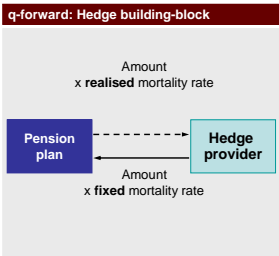 q-forward: Hedge building-block
Amount
x realised mortality rate
Pension
plan
Hedge
provider
Amount
x fixed mortality rate